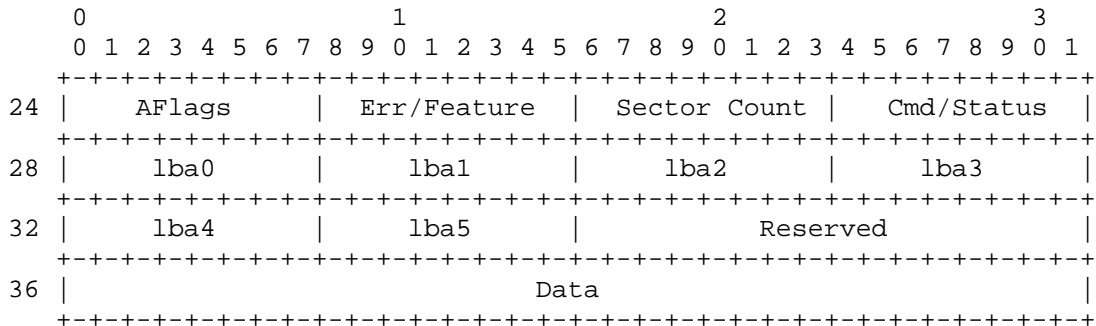 0 1 2 3
0 1 2 3 4 5 6 7 8 9 0 1 2 3 4 5 6 7 8 9 0 1 2 3 4 5 6 7 8 9 0 1
+-+-+-+-+-+-+-+-+-+-+-+-+-+-+-+-+-+-+-+-+-+-+-+-+-+-+-+-+-+-+-+-+
24 | AFlags | Err/Feature | Sector Count | Cmd/Status |
+-+-+-+-+-+-+-+-+-+-+-+-+-+-+-+-+-+-+-+-+-+-+-+-+-+-+-+-+-+-+-+-+
28 | lba0 | lba1 | lba2 | lba3 |
+-+-+-+-+-+-+-+-+-+-+-+-+-+-+-+-+-+-+-+-+-+-+-+-+-+-+-+-+-+-+-+-+
32 | lba4 | lba5 | Reserved |
+-+-+-+-+-+-+-+-+-+-+-+-+-+-+-+-+-+-+-+-+-+-+-+-+-+-+-+-+-+-+-+-+
36 | Data |
+-+-+-+-+-+-+-+-+-+-+-+-+-+-+-+-+-+-+-+-+-+-+-+-+-+-+-+-+-+-+-+-+